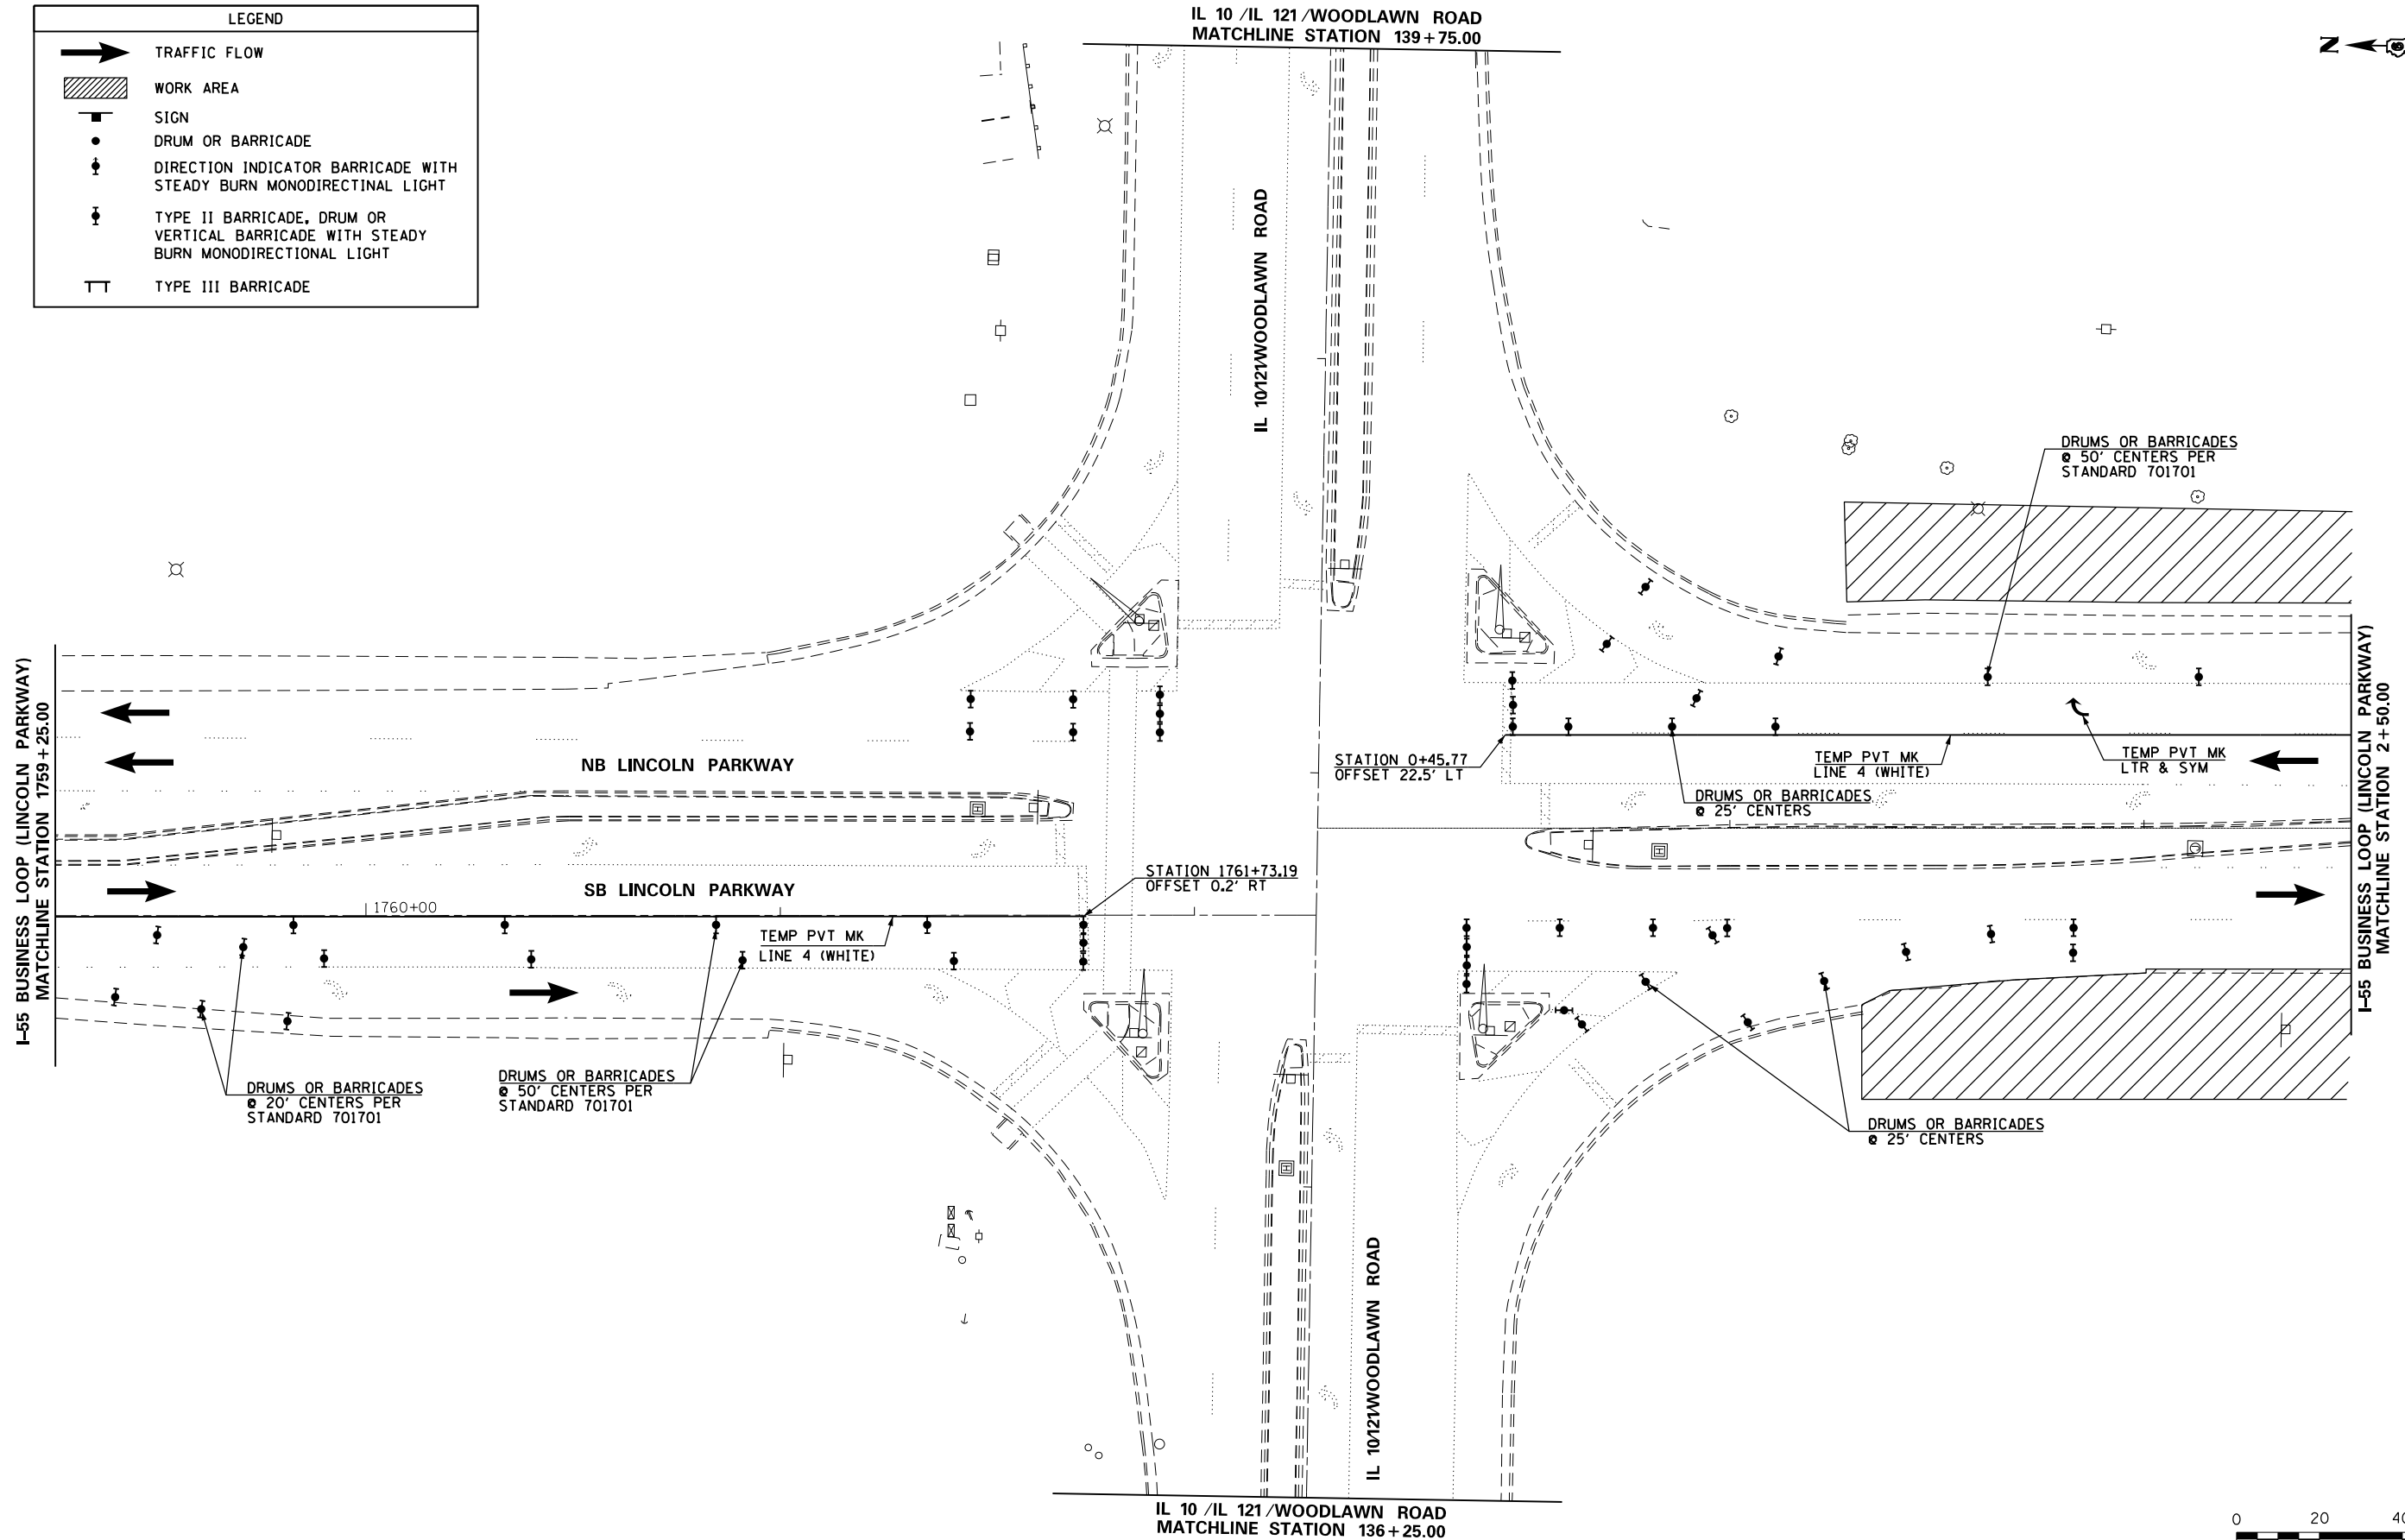 LEGEND
TRAFFIC FLOW
WORK AREA
SIGN
DRUM OR BARRICADE
DIRECTION INDICATOR BARRICADE WITH
STEADY BURN MONODIRECTINAL LIGHT
TYPE II BARRICADE, DRUM OR
VERTICAL BARRICADE WITH STEADY
BURN MONODIRECTIONAL LIGHT
TYPE III BARRICADE
IL 10 /IL 121 /WOODLAWN ROAD
MATCHLINE STATION 139+75.00
N
IL 10/121/WOODLAWN ROAD
DRUMS OR BARRICADES
@ 50' CENTERS PER
STANDARD 701701
I-55 BUSINESS LOOP (LINCOLN PARKWAY)
MATCHLINE STATION 1759+25.00
NB LINCOLN PARKWAY
STATION 0+45.77
OFFSET 22.5' LT
TEMP PVT MK
LINE 4 (WHITE)
TEMP PVT MK
LTR & SYM
DRUMS OR BARRICADES
@ 25' CENTERS
I-55 BUSINESS LOOP (LINCOLN PARKWAY)
MATCHLINE STATION 2+50.00
STATION 1761+73.19
OFFSET 0.2' RT
SB LINCOLN PARKWAY
1760+00
TEMP PVT MK
LINE 4 (WHITE)
DRUMS OR BARRICADES
@ 20' CENTERS PER
STANDARD 701701
DRUMS OR BARRICADES
@ 50' CENTERS PER
STANDARD 701701
DRUMS OR BARRICADES
@ 25' CENTERS
IL 10/121/WOODLAWN ROAD
IL 10 /IL 121 /WOODLAWN ROAD
MATCHLINE STATION 136+25.00
0 20